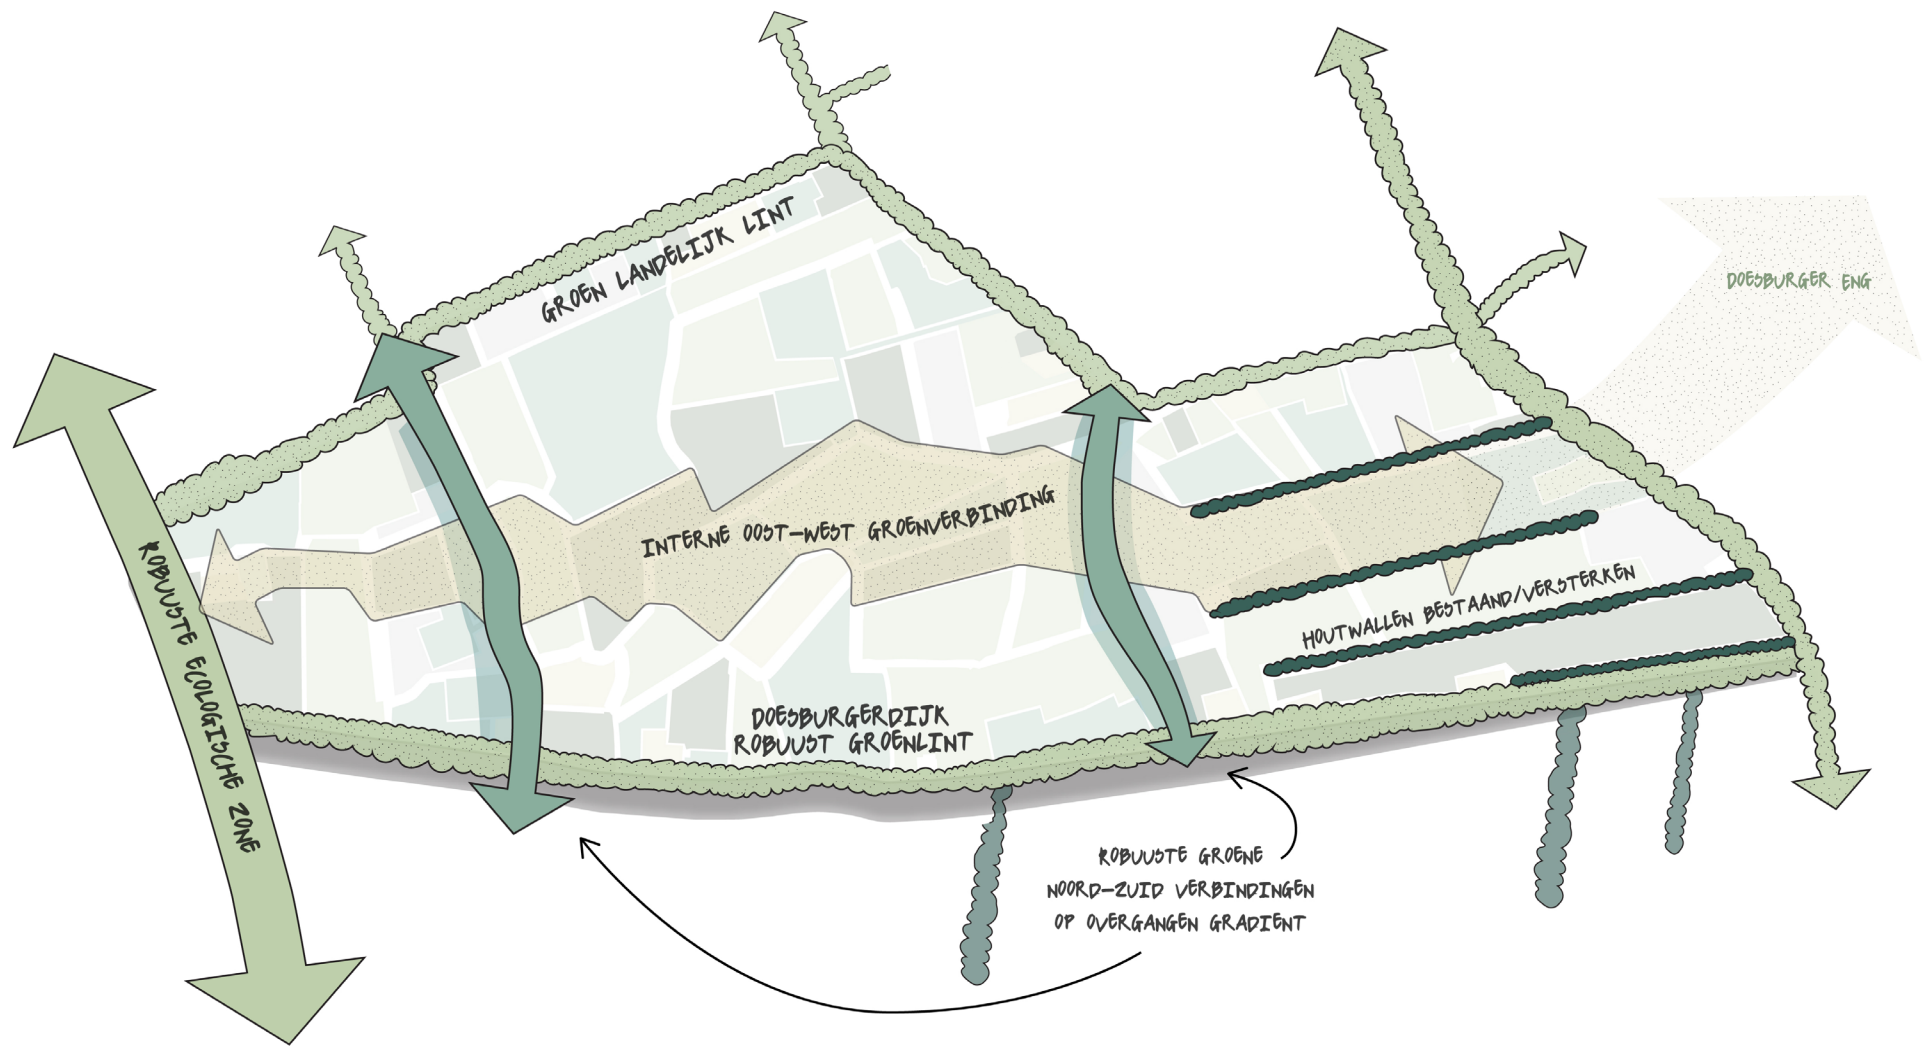 GROEN LANDELIJK LINT
DOESBURGER ENG
INTERNE OOST-WEST GROENVERBINDING
ROBUUSTE ECOLOGISCHE ZONE
HOUTWALLEN BESTAAND/VERSTERKEN
DOESBURGERDIJK
ROBUUST GROENLINT
ROBUUSTE GROENE
NOORD-ZUID VERBINDINGEN
OP OVERGANGEN GRADIENT